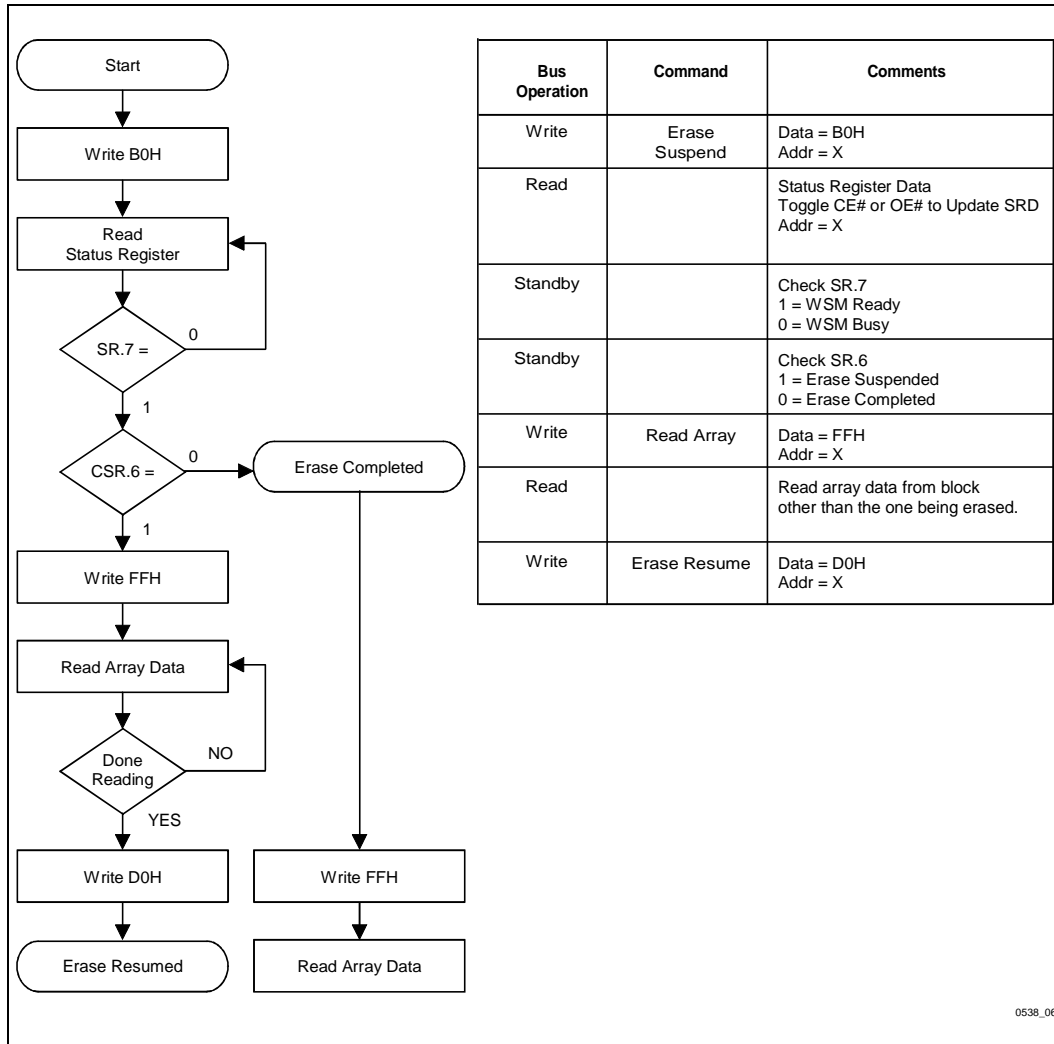 Start
Write B0H
Read
Status Register
0
SR.7 =
1
CSR.6 =
0
Erase Completed
1
Write FFH
Read Array Data
Done
Reading
NO
YES
Write D0H
Write FFH
Erase Resumed
Read Array Data
Bus
Operation
Command
Comments
Write
Erase
Suspend
Data = B0H
Addr = X
Read
Status Register Data
Toggle CE# or OE# to Update SRD
Addr = X
Standby
Check SR.7
1 = WSM Ready
0 = WSM Busy
Standby
Check SR.6
1 = Erase Suspended
0 = Erase Completed
Write
Read Array
Data = FFH
Addr = X
Read
Read array data from block
other than the one being erased.
Write
Erase Resume
Data = D0H
Addr = X
0538_06